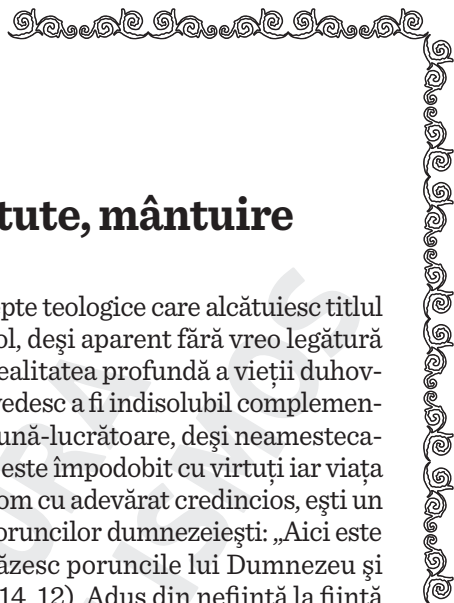 tute, mântuire
pte teologice care alcătuiesc titlul
ol, deşi aparent fără vreo legătură
ealitatea profundă a vieţii duhov-
vedesc a fi indisolubil complemen-
ună-lucrătoare, deşi neamesteca-
este împodobit cu virtuţi iar viaţa
om cu adevărat credincios, eşti un
oruncilor dumnezeieşti: „Aici este
ăzesc poruncile lui Dumnezeu şi
14, 12). Adus din nefiinţă la fiinţă
URA
ISMOS